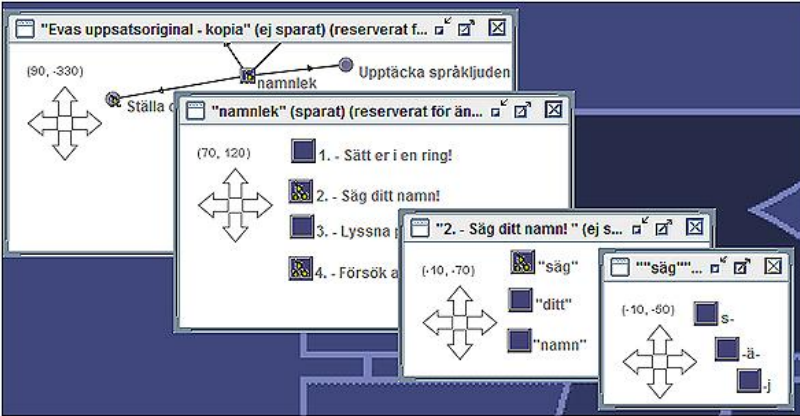 "Evas uppsatsoriginal - kopia" (ej sparat) (reserverat f...
(90, -330)
namnlek
Upptäcka språkljuden
Ställa
"namnlek" (sparat) (reserverat för än...
(70, 120)
1. - Sätt er i en ring!
2. - Säg ditt namn!
3. - Lyssna
4. - Försök
"2. - Säg ditt namn! " (ej s...
(-10, -70)
"säg"
"ditt"
"namn"
""säg""...
(-10, -50)
s-
-ä-
-j